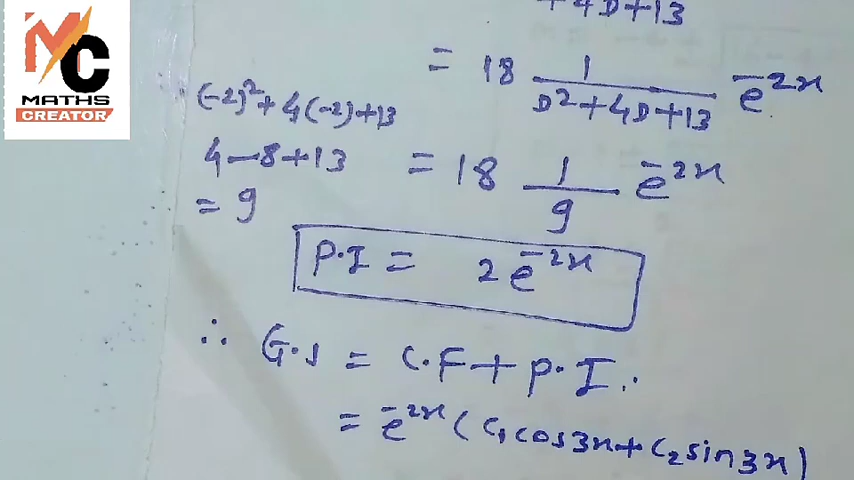 MC
MATHS
CREATOR
+4D+13
= 18 1/(D²+4D+13) e^-2x
(-2)²+4(-2)+13
4-8+13
= 18 1/9 e^-2x
= 9
P.I = 2e^-2x
∴ G.S = C.F+P.I.
= e^-2x (C₁cos3x+C₂sin3x)